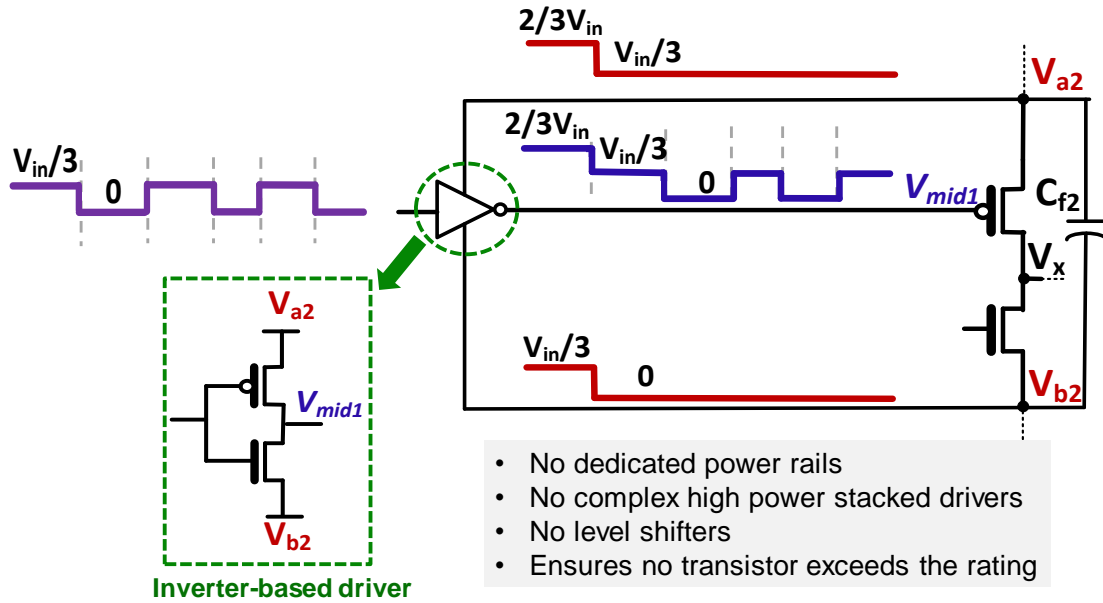 2/3Vin
Vin/3
Va2
2/3Vin
Vin/3
0
Vin/3
0
Vmid1
Cf2
Vx
Va2
Vmid1
Vb2
Vin/3
0
Vb2
Inverter-based driver
• No dedicated power rails
• No complex high power stacked drivers
• No level shifters
• Ensures no transistor exceeds the rating